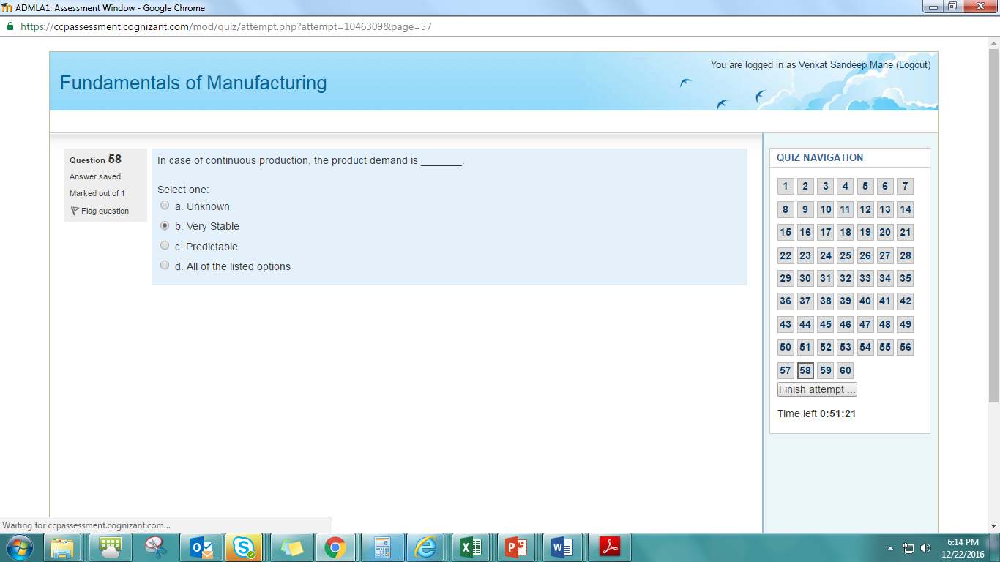 ADMLA1: Assessment Window - Google Chrome
https://ccpassessment.cognizant.com/mod/quiz/attempt.php?attempt=1046309&page=57
You are logged in as Venkat Sandeep Mane (Logout)
Fundamentals of Manufacturing
Question 58
Answer saved
Marked out of 1
Flag question
In case of continuous production, the product demand is _______.
Select one:
a. Unknown
b. Very Stable
c. Predictable
d. All of the listed options
QUIZ NAVIGATION
1 2 3 4 5 6 7
8 9 10 11 12 13 14
15 16 17 18 19 20 21
22 23 24 25 26 27 28
29 30 31 32 33 34 35
36 37 38 39 40 41 42
43 44 45 46 47 48 49
50 51 52 53 54 55 56
57 58 59 60
Finish attempt ...
Time left 0:51:21
Waiting for ccpassessment.cognizant.com...
6:14 PM
12/22/2016